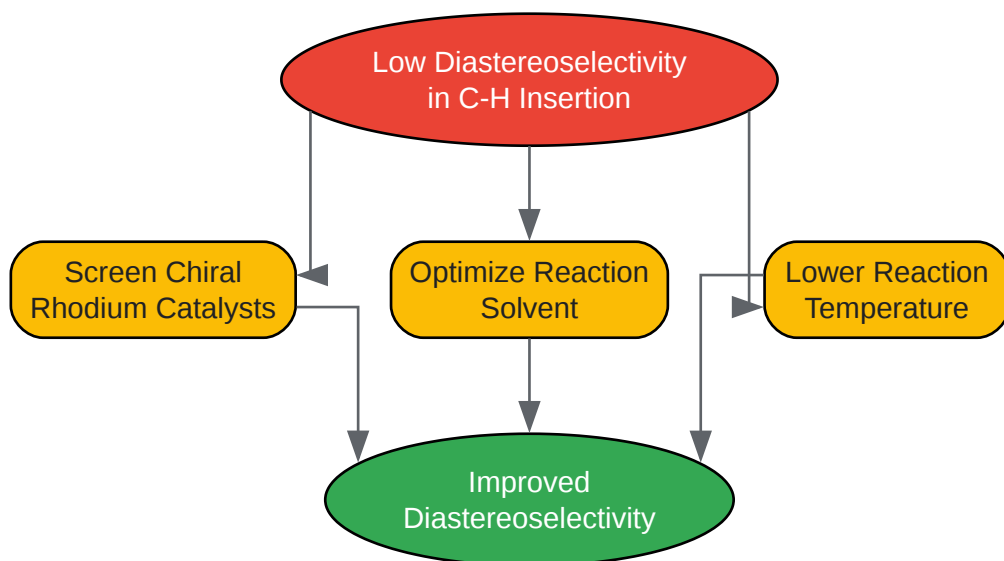 Low Diastereoselectivity
in C-H Insertion
Screen Chiral
Rhodium Catalysts
Optimize Reaction
Solvent
Lower Reaction
Temperature
Improved
Diastereoselectivity